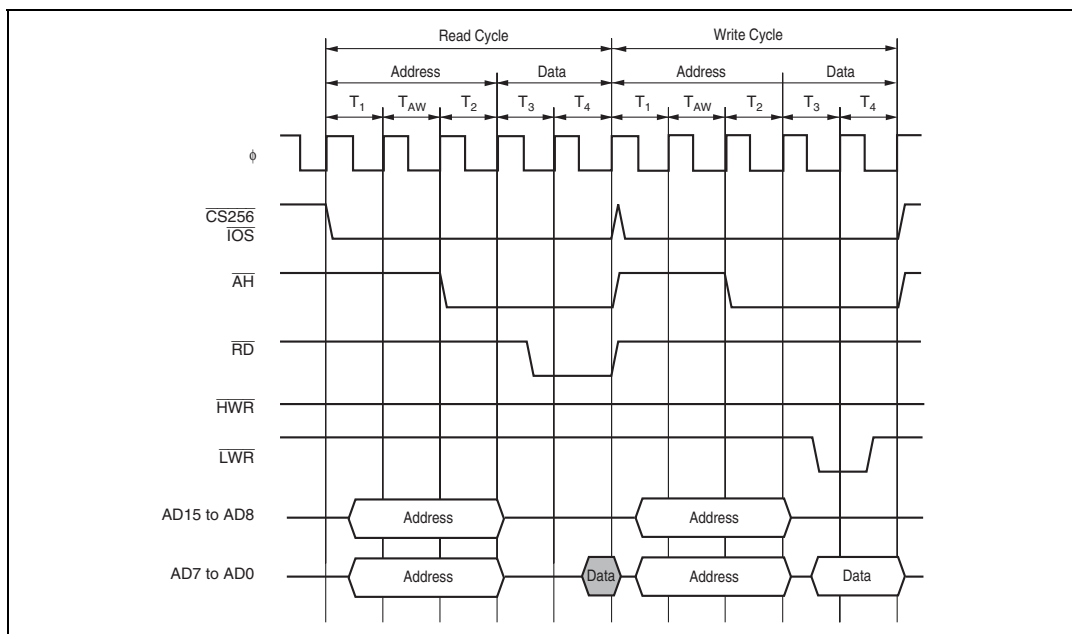 Read Cycle Write Cycle
Address Data Address Data
T1 TAW T2 T3 T4 T1 TAW T2 T3 T4
ϕ
CS256
IOS
AH
RD
HWR
LWR
AD15 to AD8 Address Address
AD7 to AD0 Address Data Address Data